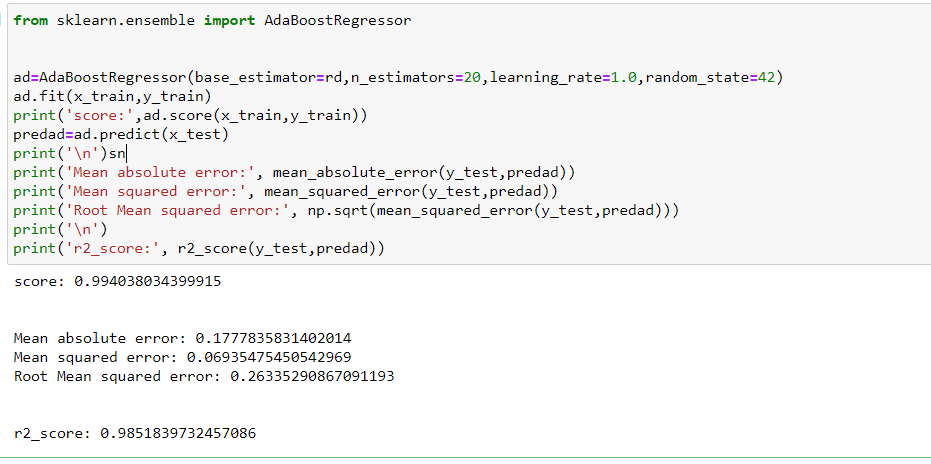 from sklearn.ensemble import AdaBoostRegressor
ad=AdaBoostRegressor(base_estimator=rd,n_estimators=20,learning_rate=1.0,random_state=42)
ad.fit(x_train,y_train)
print('score:',ad.score(x_train,y_train))
predad=ad.predict(x_test)
print('\n')sn
print('Mean absolute error:', mean_absolute_error(y_test,predad))
print('Mean squared error:', mean_squared_error(y_test,predad))
print('Root Mean squared error:', np.sqrt(mean_squared_error(y_test,predad)))
print('\n')
print('r2_score:', r2_score(y_test,predad))
score: 0.994038034399915
Mean absolute error: 0.1777835831402014
Mean squared error: 0.06935475450542969
Root Mean squared error: 0.26335290867091193
r2_score: 0.9851839732457086